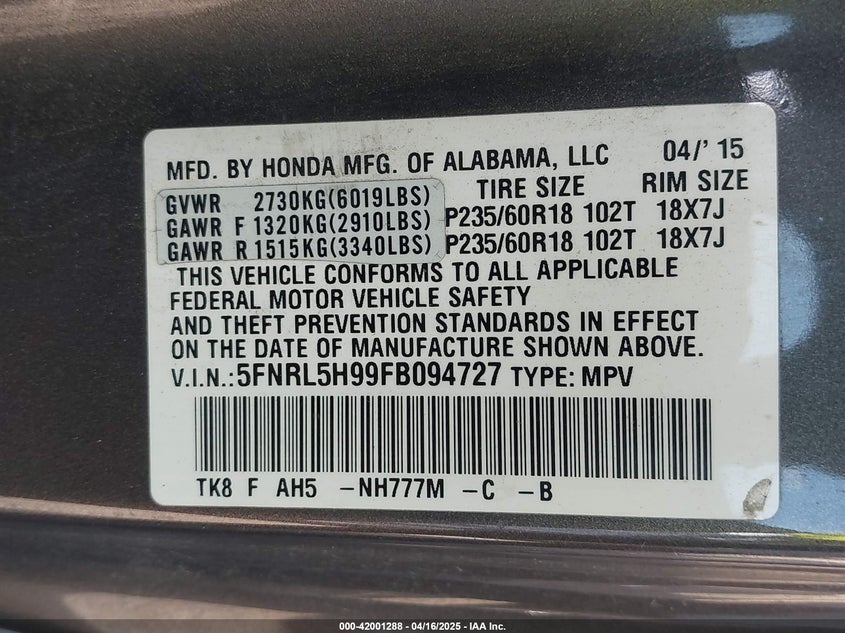 MFD. BY HONDA MFG. OF ALABAMA, LLC 04/' 15
TIRE SIZE RIM SIZE
GVWR 2730KG(6019LBS)
GAWR F 1320KG(2910LBS) P235/60R18 102T 18X7J
GAWR R 1515KG(3340LBS) P235/60R18 102T 18X7J
THIS VEHICLE CONFORMS TO ALL APPLICABLE
FEDERAL MOTOR VEHICLE SAFETY
AND THEFT PREVENTION STANDARDS IN EFFECT
ON THE DATE OF MANUFACTURE SHOWN ABOVE.
V.I.N.:5FNRL5H99FB094727 TYPE: MPV
TK8 F AH5 -NH777M -C -B
000-42001288 - 04/16/2025 - IAA Inc.